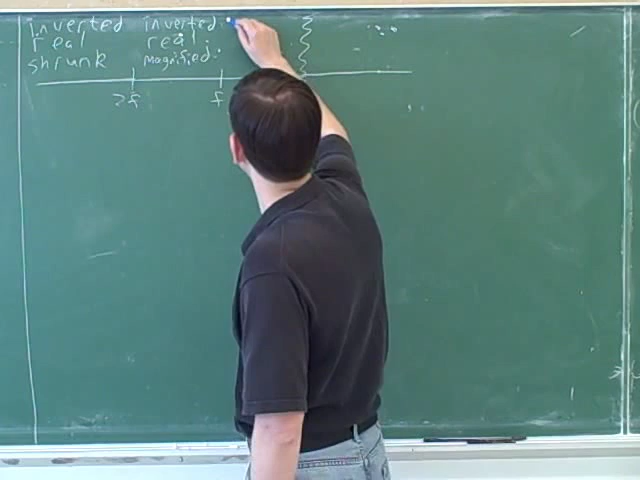 inverted inverted
real real
shrunk magnified
2f f